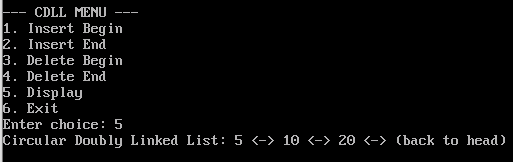 --- CDLL MENU ---
1. Insert Begin
2. Insert End
3. Delete Begin
4. Delete End
5. Display
6. Exit
Enter choice: 5
Circular Doubly Linked List: 5 <-> 10 <-> 20 <-> (back to head)